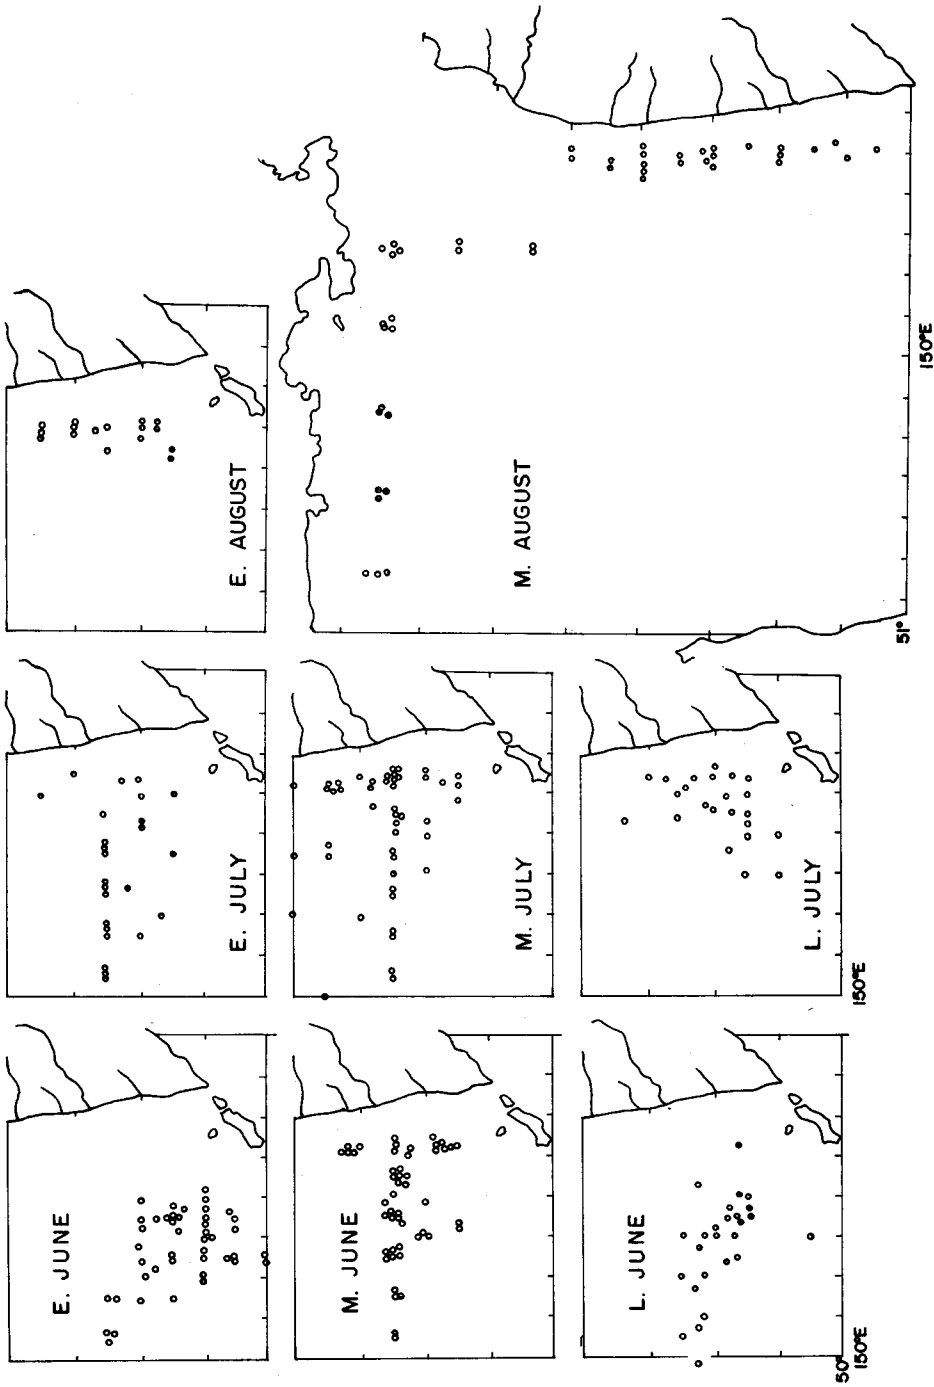 E. JUNE
M. JUNE
L. JUNE
50°
150°E
E. JULY
M. JULY
L. JULY
150°E
E. AUGUST
M. AUGUST
51°
150°E